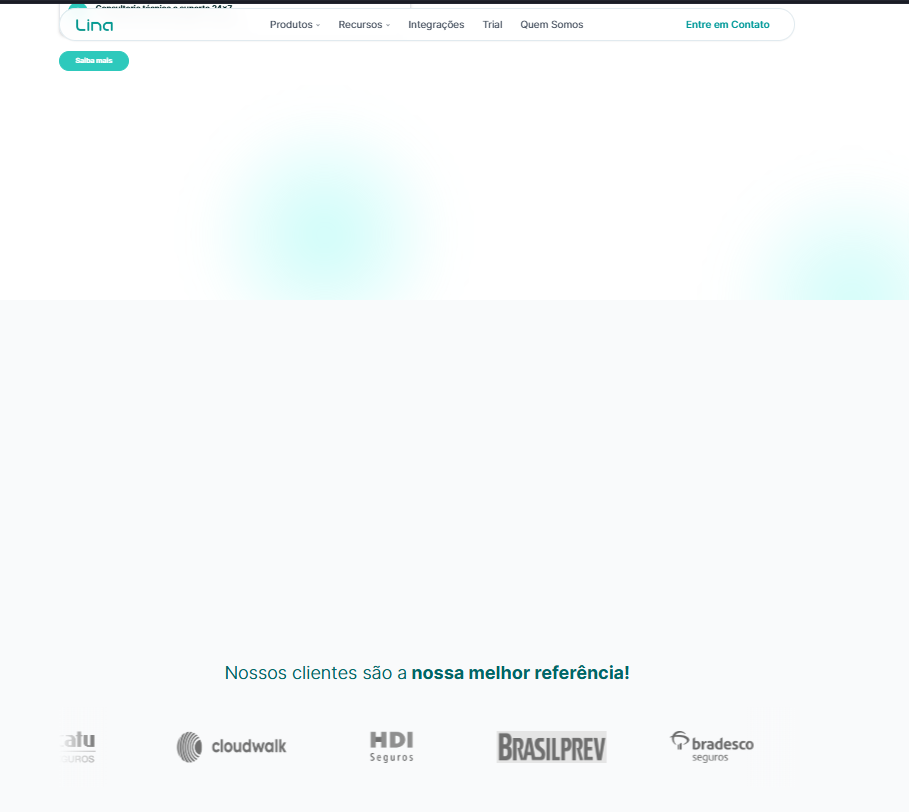 Consultoria técnica e suporte 24x7
Lina
Produtos
Recursos
Integrações
Trial
Quem Somos
Entre em Contato
Saiba mais
Nossos clientes são a nossa melhor referência!
atu
GUROS
cloudwalk
HDI
Seguros
BRASILPREV
bradesco
seguros